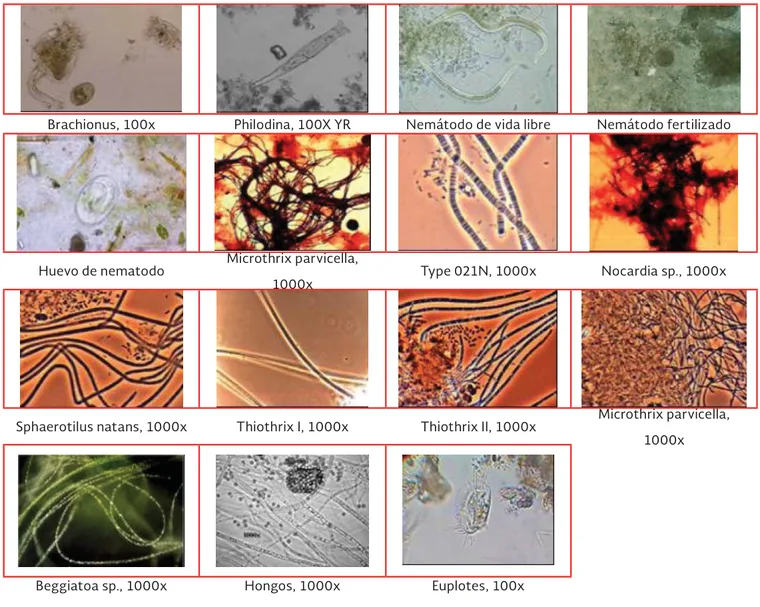 Brachionus, 100x
Philodina, 100X YR
Nemátodo de vida libre
Nemátodo fertilizado
Huevo de nematodo
Microthrix parvicella,
1000x
Type 021N, 1000x
Nocardia sp., 1000x
Sphaerotilus natans, 1000x
Thiothrix I, 1000x
Thiothrix II, 1000x
Microthrix parvicella,
1000x
1000x
Beggiatoa sp., 1000x
Hongos, 1000x
Euplotes, 100x